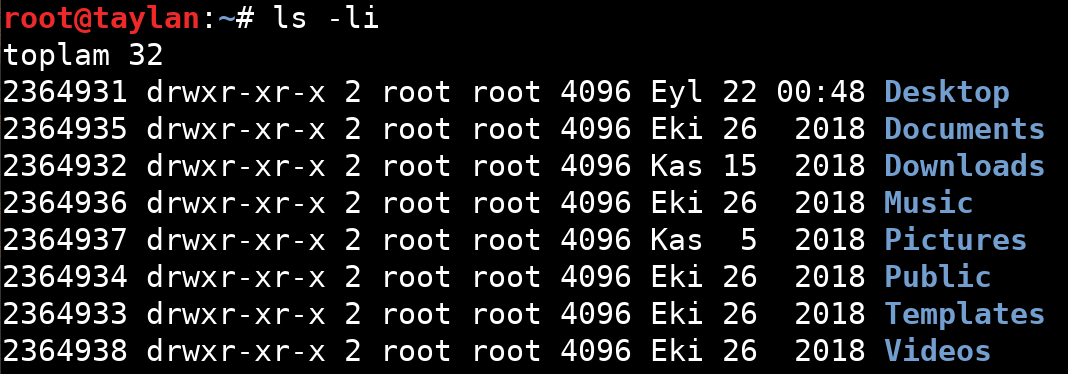 root@taylan:~# ls -li
toplam 32
2364931 drwxr-xr-x 2 root root 4096 Eyl 22 00:48 Desktop
2364935 drwxr-xr-x 2 root root 4096 Eki 26  2018 Documents
2364932 drwxr-xr-x 2 root root 4096 Kas 15  2018 Downloads
2364936 drwxr-xr-x 2 root root 4096 Eki 26  2018 Music
2364937 drwxr-xr-x 2 root root 4096 Kas  5  2018 Pictures
2364934 drwxr-xr-x 2 root root 4096 Eki 26  2018 Public
2364933 drwxr-xr-x 2 root root 4096 Eki 26  2018 Templates
2364938 drwxr-xr-x 2 root root 4096 Eki 26  2018 Videos